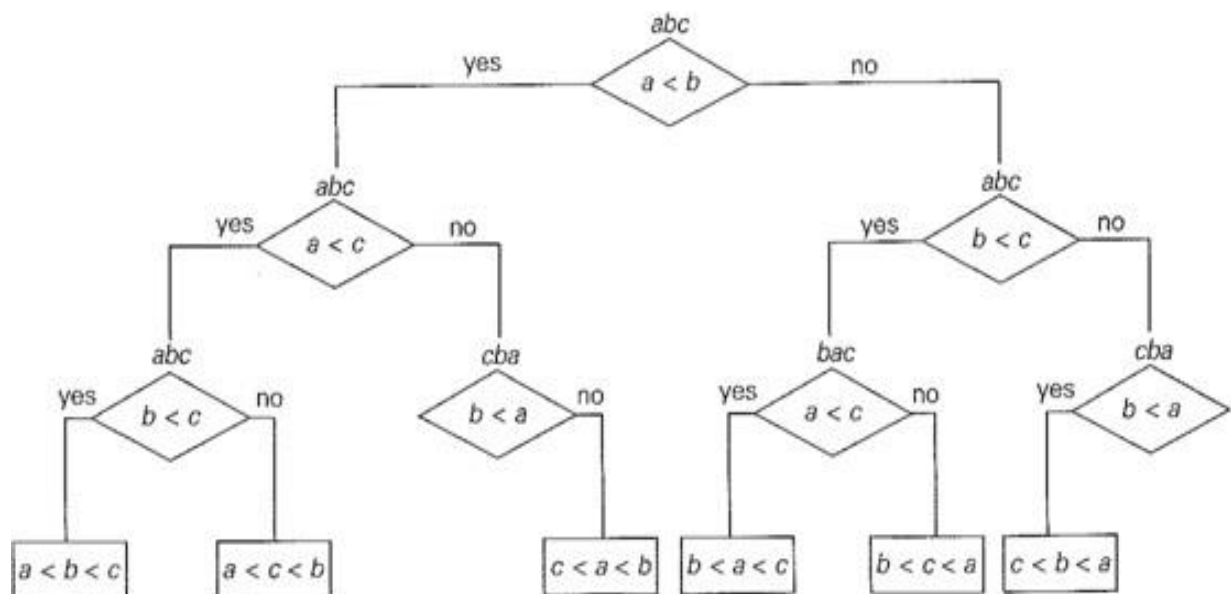 abc
yes
a < b
no
abc
abc
yes
a < c
no
yes
b < c
no
abc
cba
bac
cba
yes
b < c
no
b < a
no
yes
a < c
no
yes
b < a
a < b < c
a < c < b
c < a < b
b < a < c
b < c < a
c < b < a